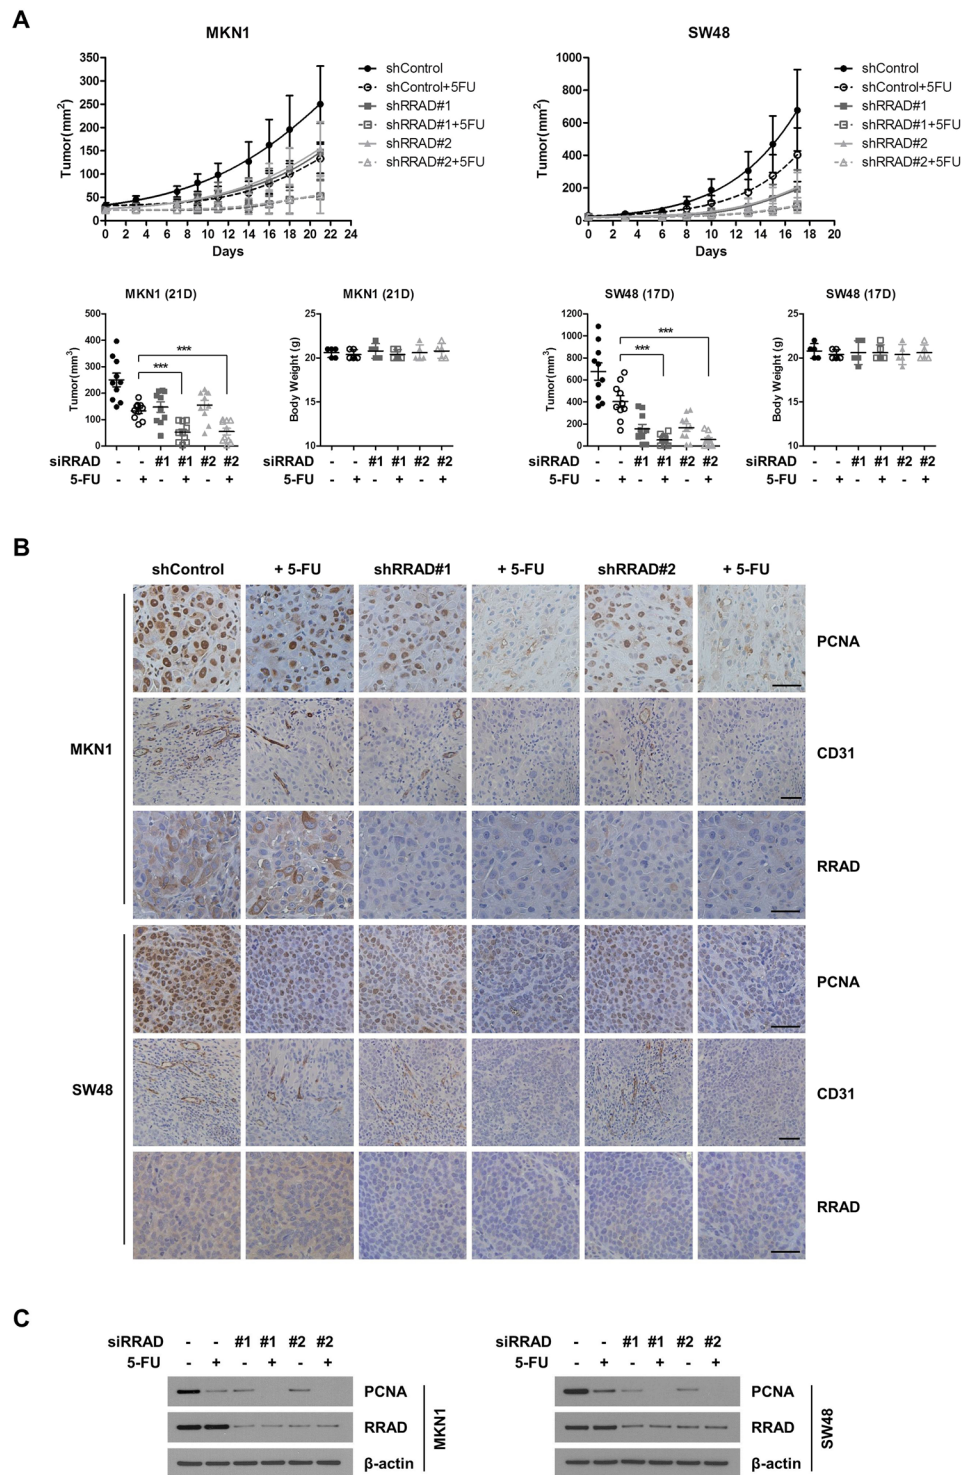 A
MKN1
Tumor(mm²)
350
300
250
200
150
100
50
0
0 2 4 6 8 10 12 14 16 18 20 22 24
Days
shControl
shControl+5FU
shRRAD#1
shRRAD#1+5FU
shRRAD#2
shRRAD#2+5FU
SW48
Tumor(mm²)
1000
800
600
400
200
0
0 2 4 6 8 10 12 14 16 18 20
Days
shControl
shControl+5FU
shRRAD#1
shRRAD#1+5FU
shRRAD#2
shRRAD#2+5FU
MKN1 (21D)
Tumor(mm³)
500
400
300
200
100
0
***
***
siRRAD - - #1 #1 #2 #2
5-FU - + - + - +
MKN1 (21D)
Body Weight (g)
25
20
15
10
siRRAD - - #1 #1 #2 #2
5-FU - + - + - +
SW48 (17D)
Tumor(mm³)
1200
1000
800
600
400
200
0
***
***
siRRAD - - #1 #1 #2 #2
5-FU - + - + - +
SW48 (17D)
Body Weight (g)
25
20
15
10
siRRAD - - #1 #1 #2 #2
5-FU - + - + - +
B
shControl + 5-FU shRRAD#1 + 5-FU shRRAD#2 + 5-FU
MKN1
PCNA
CD31
RRAD
SW48
PCNA
CD31
RRAD
C
siRRAD - - #1 #1 #2 #2
5-FU - + - + - +
PCNA
RRAD
β-actin
MKN1
siRRAD - - #1 #1 #2 #2
5-FU - + - + - +
PCNA
RRAD
β-actin
SW48